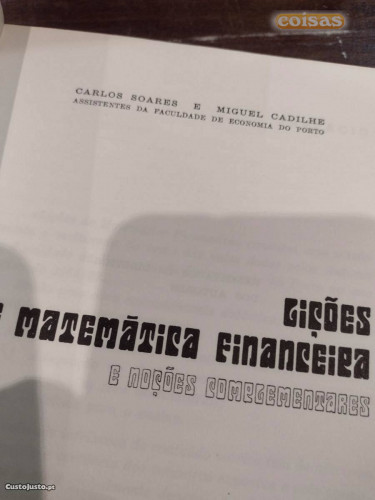 coisas
CARLOS SOARES E MIGUEL CADILHE
ASSISTENTES DA FACULDADE DE ECONOMIA DO PORTO
LIÇÕES
E MATEMÁTICA FINANCEIRA
E NOÇÕES COMPLEMENTARES
CustoJusto.pt